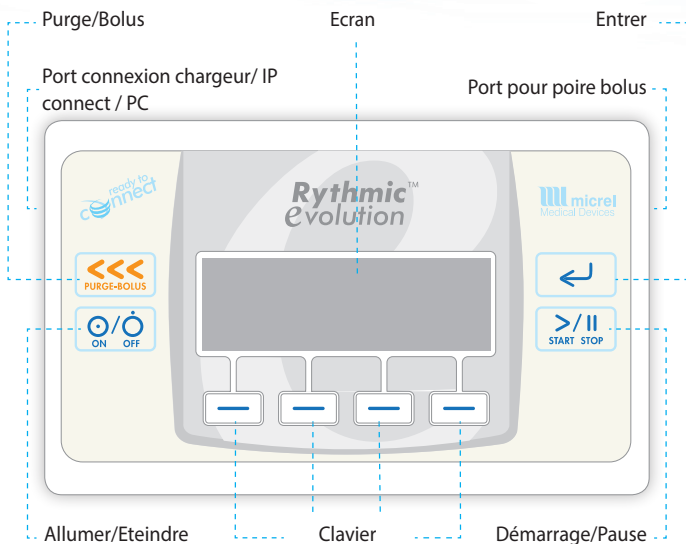 Purge/Bolus
Ecran
Entrer
Port connexion chargeur/ IP
connect / PC
Port pour poire bolus
ready to
connect
Rythmic™
evolution
micrel
Medical Devices
<<<
PURGE-BOLUS
ON OFF
>/II
START STOP
Allumer/Eteindre
Clavier
Démarrage/Pause